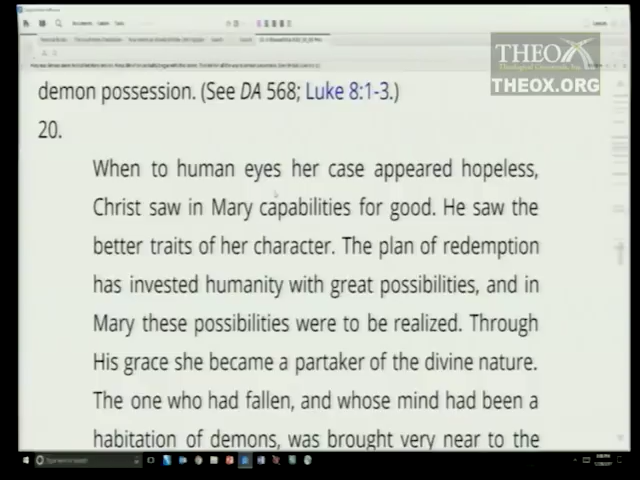 THEOX
THEOX.ORG
demon possession. (See DA 568; Luke 8:1-3.)
20.
When to human eyes her case appeared hopeless,
Christ saw in Mary capabilities for good. He saw the
better traits of her character. The plan of redemption
has invested humanity with great possibilities, and in
Mary these possibilities were to be realized. Through
His grace she became a partaker of the divine nature.
The one who had fallen, and whose mind had been a
habitation of demons, was brought very near to the